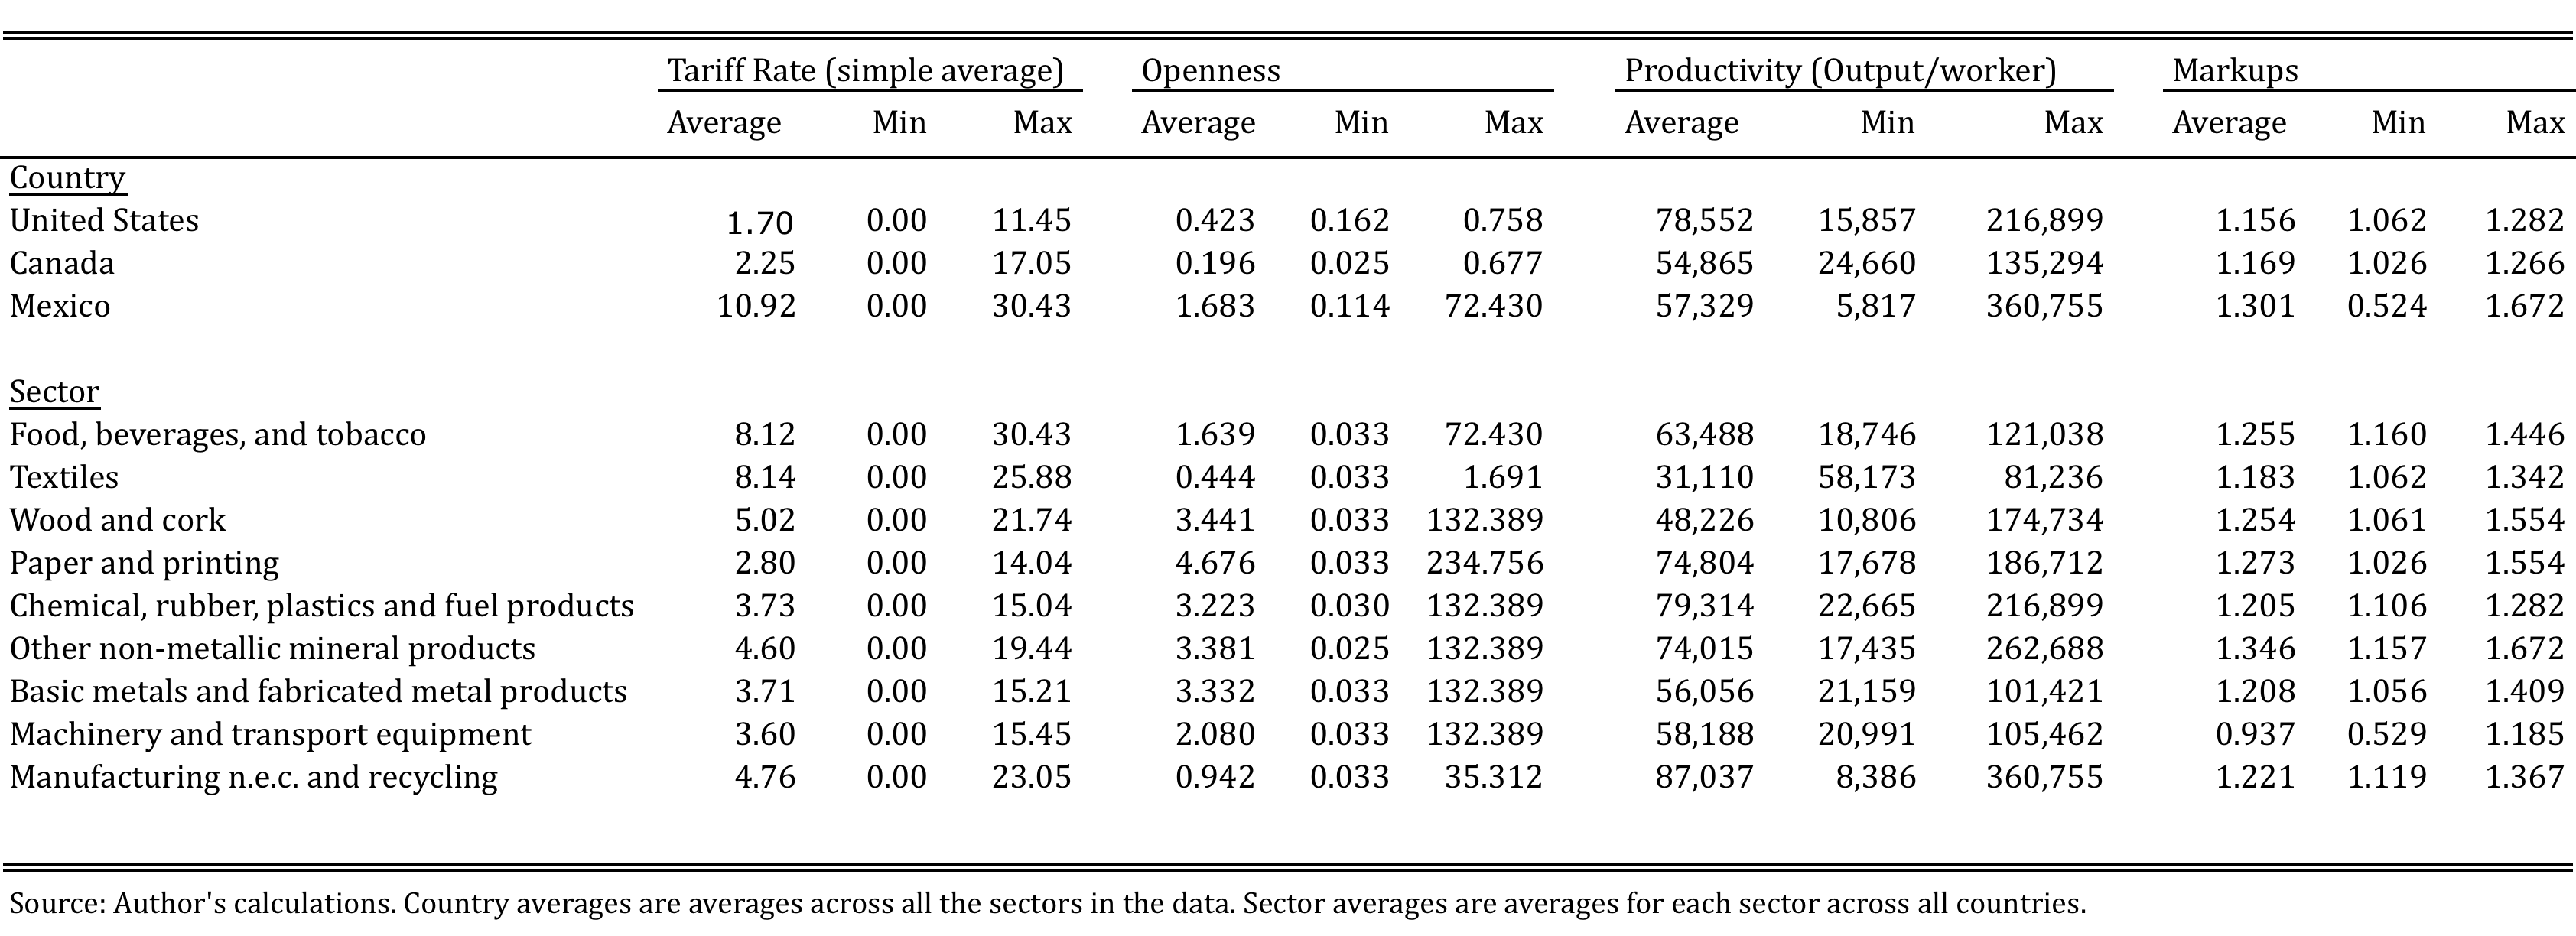 Tariff Rate (simple average) Openness Productivity (Output/worker) Markups
Average Min Max Average Min Max Average Min Max Average Min Max
Country
United States 1.70 0.00 11.45 0.423 0.162 0.758 78,552 15,857 216,899 1.156 1.062 1.282
Canada 2.25 0.00 17.05 0.196 0.025 0.677 54,865 24,660 135,294 1.169 1.026 1.266
Mexico 10.92 0.00 30.43 1.683 0.114 72.430 57,329 5,817 360,755 1.301 0.524 1.672
Sector
Food, beverages, and tobacco 8.12 0.00 30.43 1.639 0.033 72.430 63,488 18,746 121,038 1.255 1.160 1.446
Textiles 8.14 0.00 25.88 0.444 0.033 1.691 31,110 58,173 81,236 1.183 1.062 1.342
Wood and cork 5.02 0.00 21.74 3.441 0.033 132.389 48,226 10,806 174,734 1.254 1.061 1.554
Paper and printing 2.80 0.00 14.04 4.676 0.033 234.756 74,804 17,678 186,712 1.273 1.026 1.554
Chemical, rubber, plastics and fuel products 3.73 0.00 15.04 3.223 0.030 132.389 79,314 22,665 216,899 1.205 1.106 1.282
Other non-metallic mineral products 4.60 0.00 19.44 3.381 0.025 132.389 74,015 17,435 262,688 1.346 1.157 1.672
Basic metals and fabricated metal products 3.71 0.00 15.21 3.332 0.033 132.389 56,056 21,159 101,421 1.208 1.056 1.409
Machinery and transport equipment 3.60 0.00 15.45 2.080 0.033 132.389 58,188 20,991 105,462 0.937 0.529 1.185
Manufacturing n.e.c. and recycling 4.76 0.00 23.05 0.942 0.033 35.312 87,037 8,386 360,755 1.221 1.119 1.367
Source: Author's calculations. Country averages are averages across all the sectors in the data. Sector averages are averages for each sector across all countries.